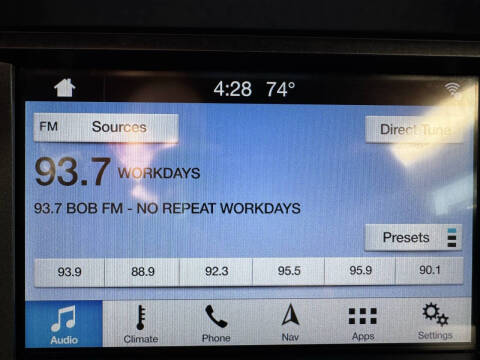 4:28 74°
FM Sources Direct Tune
93.7 WORKDAYS
93.7 BOB FM - NO REPEAT WORKDAYS
Presets
93.9 88.9 92.3 95.5 95.9 90.1
Audio Climate Phone Nav Apps Settings